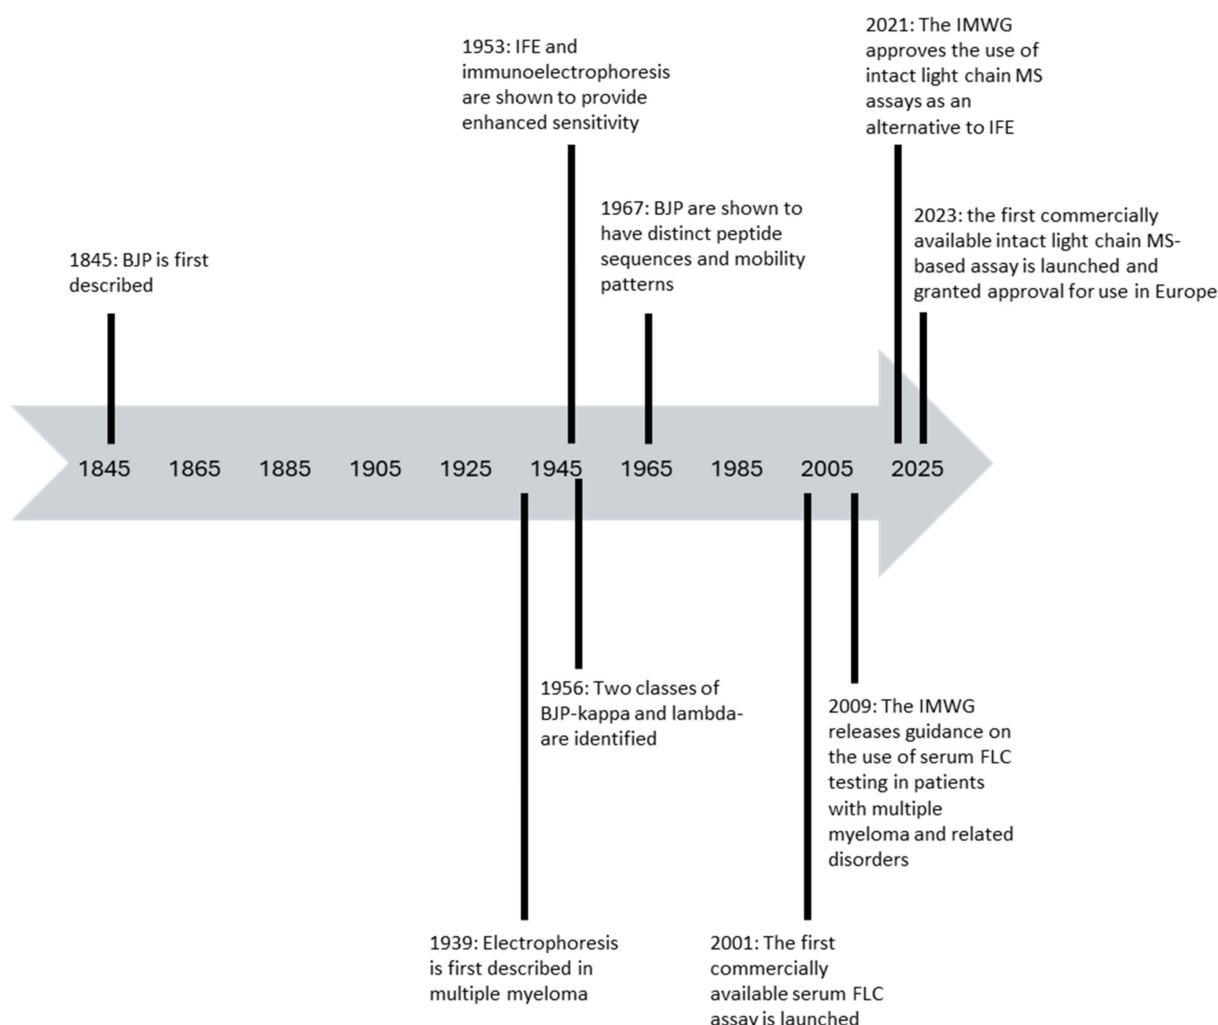 2021: The IMWG
approves the use of
intact light chain MS
assays as an
alternative to IFE
1953: IFE and
immunoelectrophoresis
are shown to provide
enhanced sensitivity
1967: BJP are shown to
have distinct peptide
sequences and mobility
patterns
2023: the first commercially
available intact light chain MS-
based assay is launched and
granted approval for use in Europe
1845: BJP is first
described
1845 1865 1885 1905 1925 1945 1965 1985 2005 2025
1956: Two classes of
BJP-kappa and lambda-
are identified
2009: The IMWG
releases guidance on
the use of serum FLC
testing in patients
with multiple
myeloma and related
disorders
1939: Electrophoresis
is first described in
multiple myeloma
2001: The first
commercially
available serum FLC
assay is launched